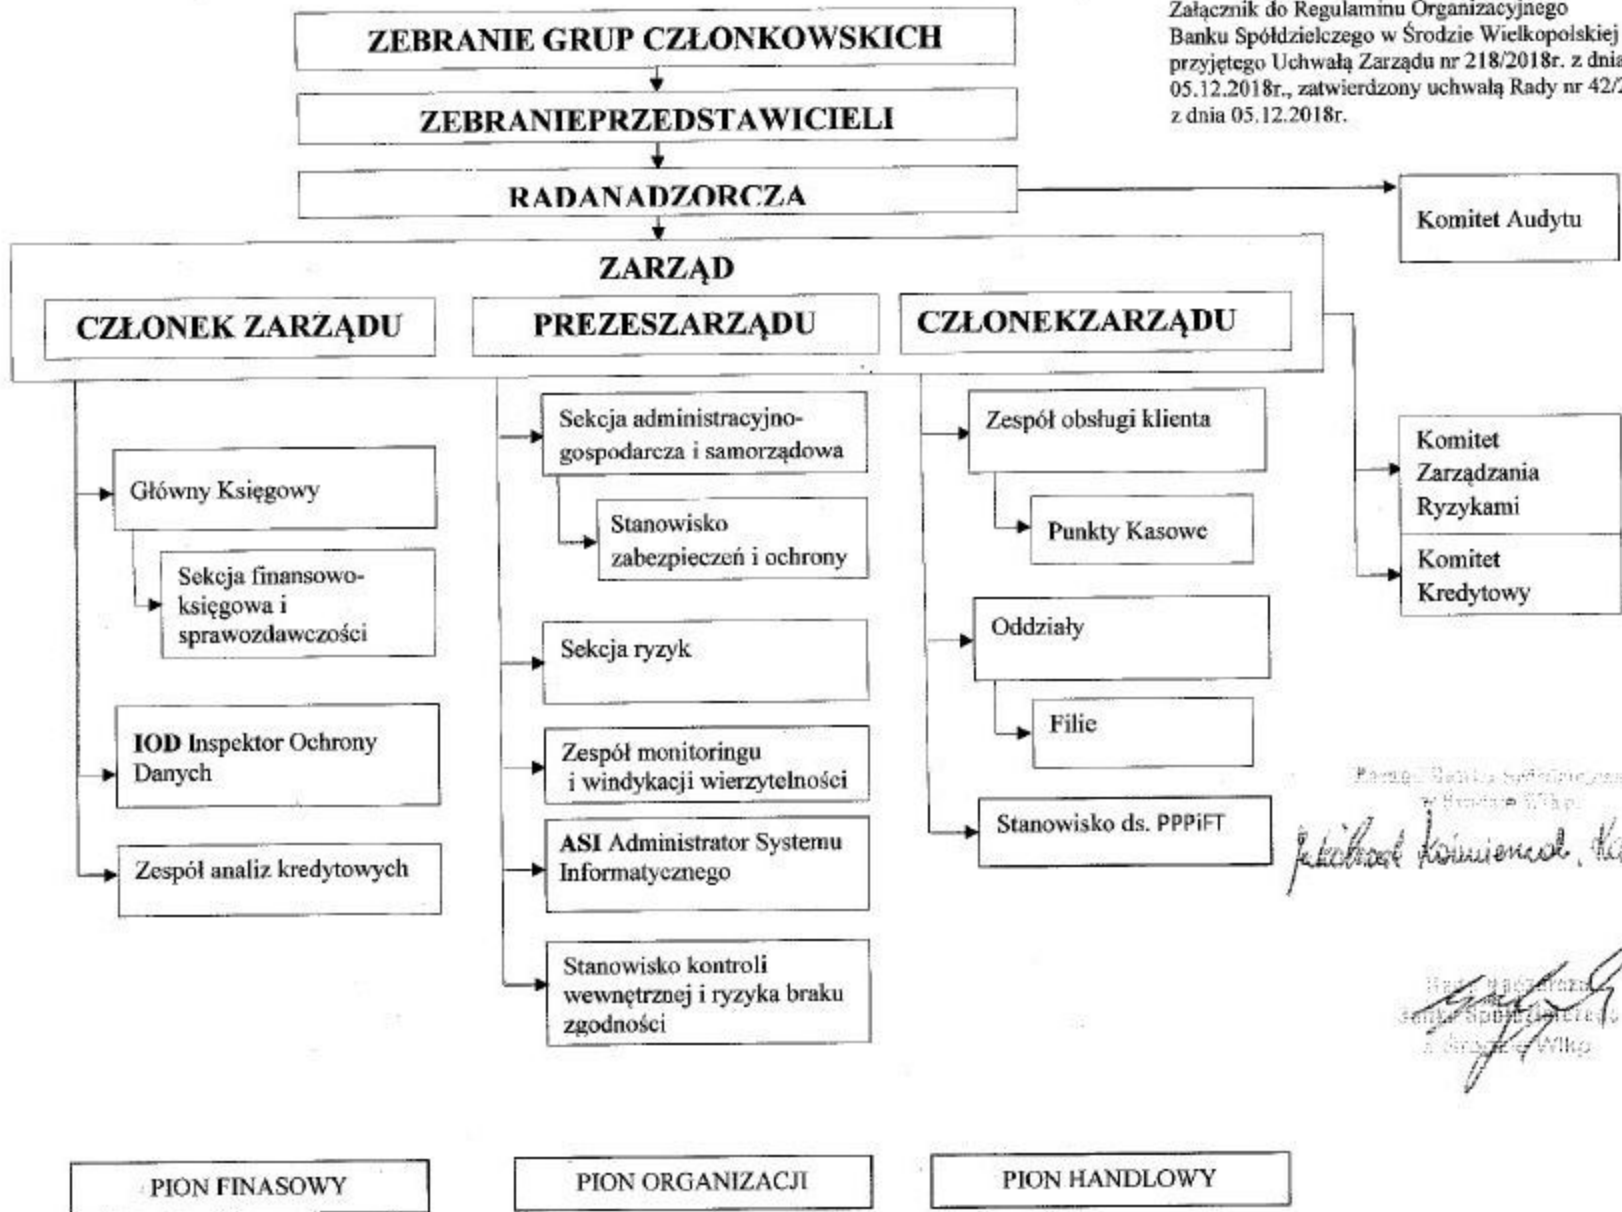 Załącznik do Regulaminu Organizacyjnego
Banku Spółdzielczego w Środzie Wielkopolskiej
przyjętego Uchwałą Zarządu nr 218/2018r. z dnia
05.12.2018r., zatwierdzony uchwałą Rady nr 42/2
z dnia 05.12.2018r.
ZEBRANIE GRUP CZŁONKOWSKICH
ZEBRANIEPRZEDSTAWICIELI
RADANADZORCZA
Komitet Audytu
ZARZĄD
CZŁONEK ZARZĄDU
PREZESZARZĄDU
CZŁONEKZARZĄDU
Główny Księgowy
Sekcja finansowo-
księgowa i
sprawozdawczości
IOD Inspektor Ochrony
Danych
Zespół analiz kredytowych
Sekcja administracyjno-
gospodarcza i samorządowa
Stanowisko
zabezpieczeń i ochrony
Sekcja ryzyk
Zespół monitoringu
i windykacji wierzytelności
ASI Administrator Systemu
Informatycznego
Stanowisko kontroli
wewnętrznej i ryzyka braku
zgodności
Zespół obsługi klienta
Punkty Kasowe
Oddziały
Filie
Stanowisko ds. PPPiFT
Komitet
Zarządzania
Ryzykami
Komitet
Kredytowy
PION FINASOWY
PION ORGANIZACJI
PION HANDLOWY